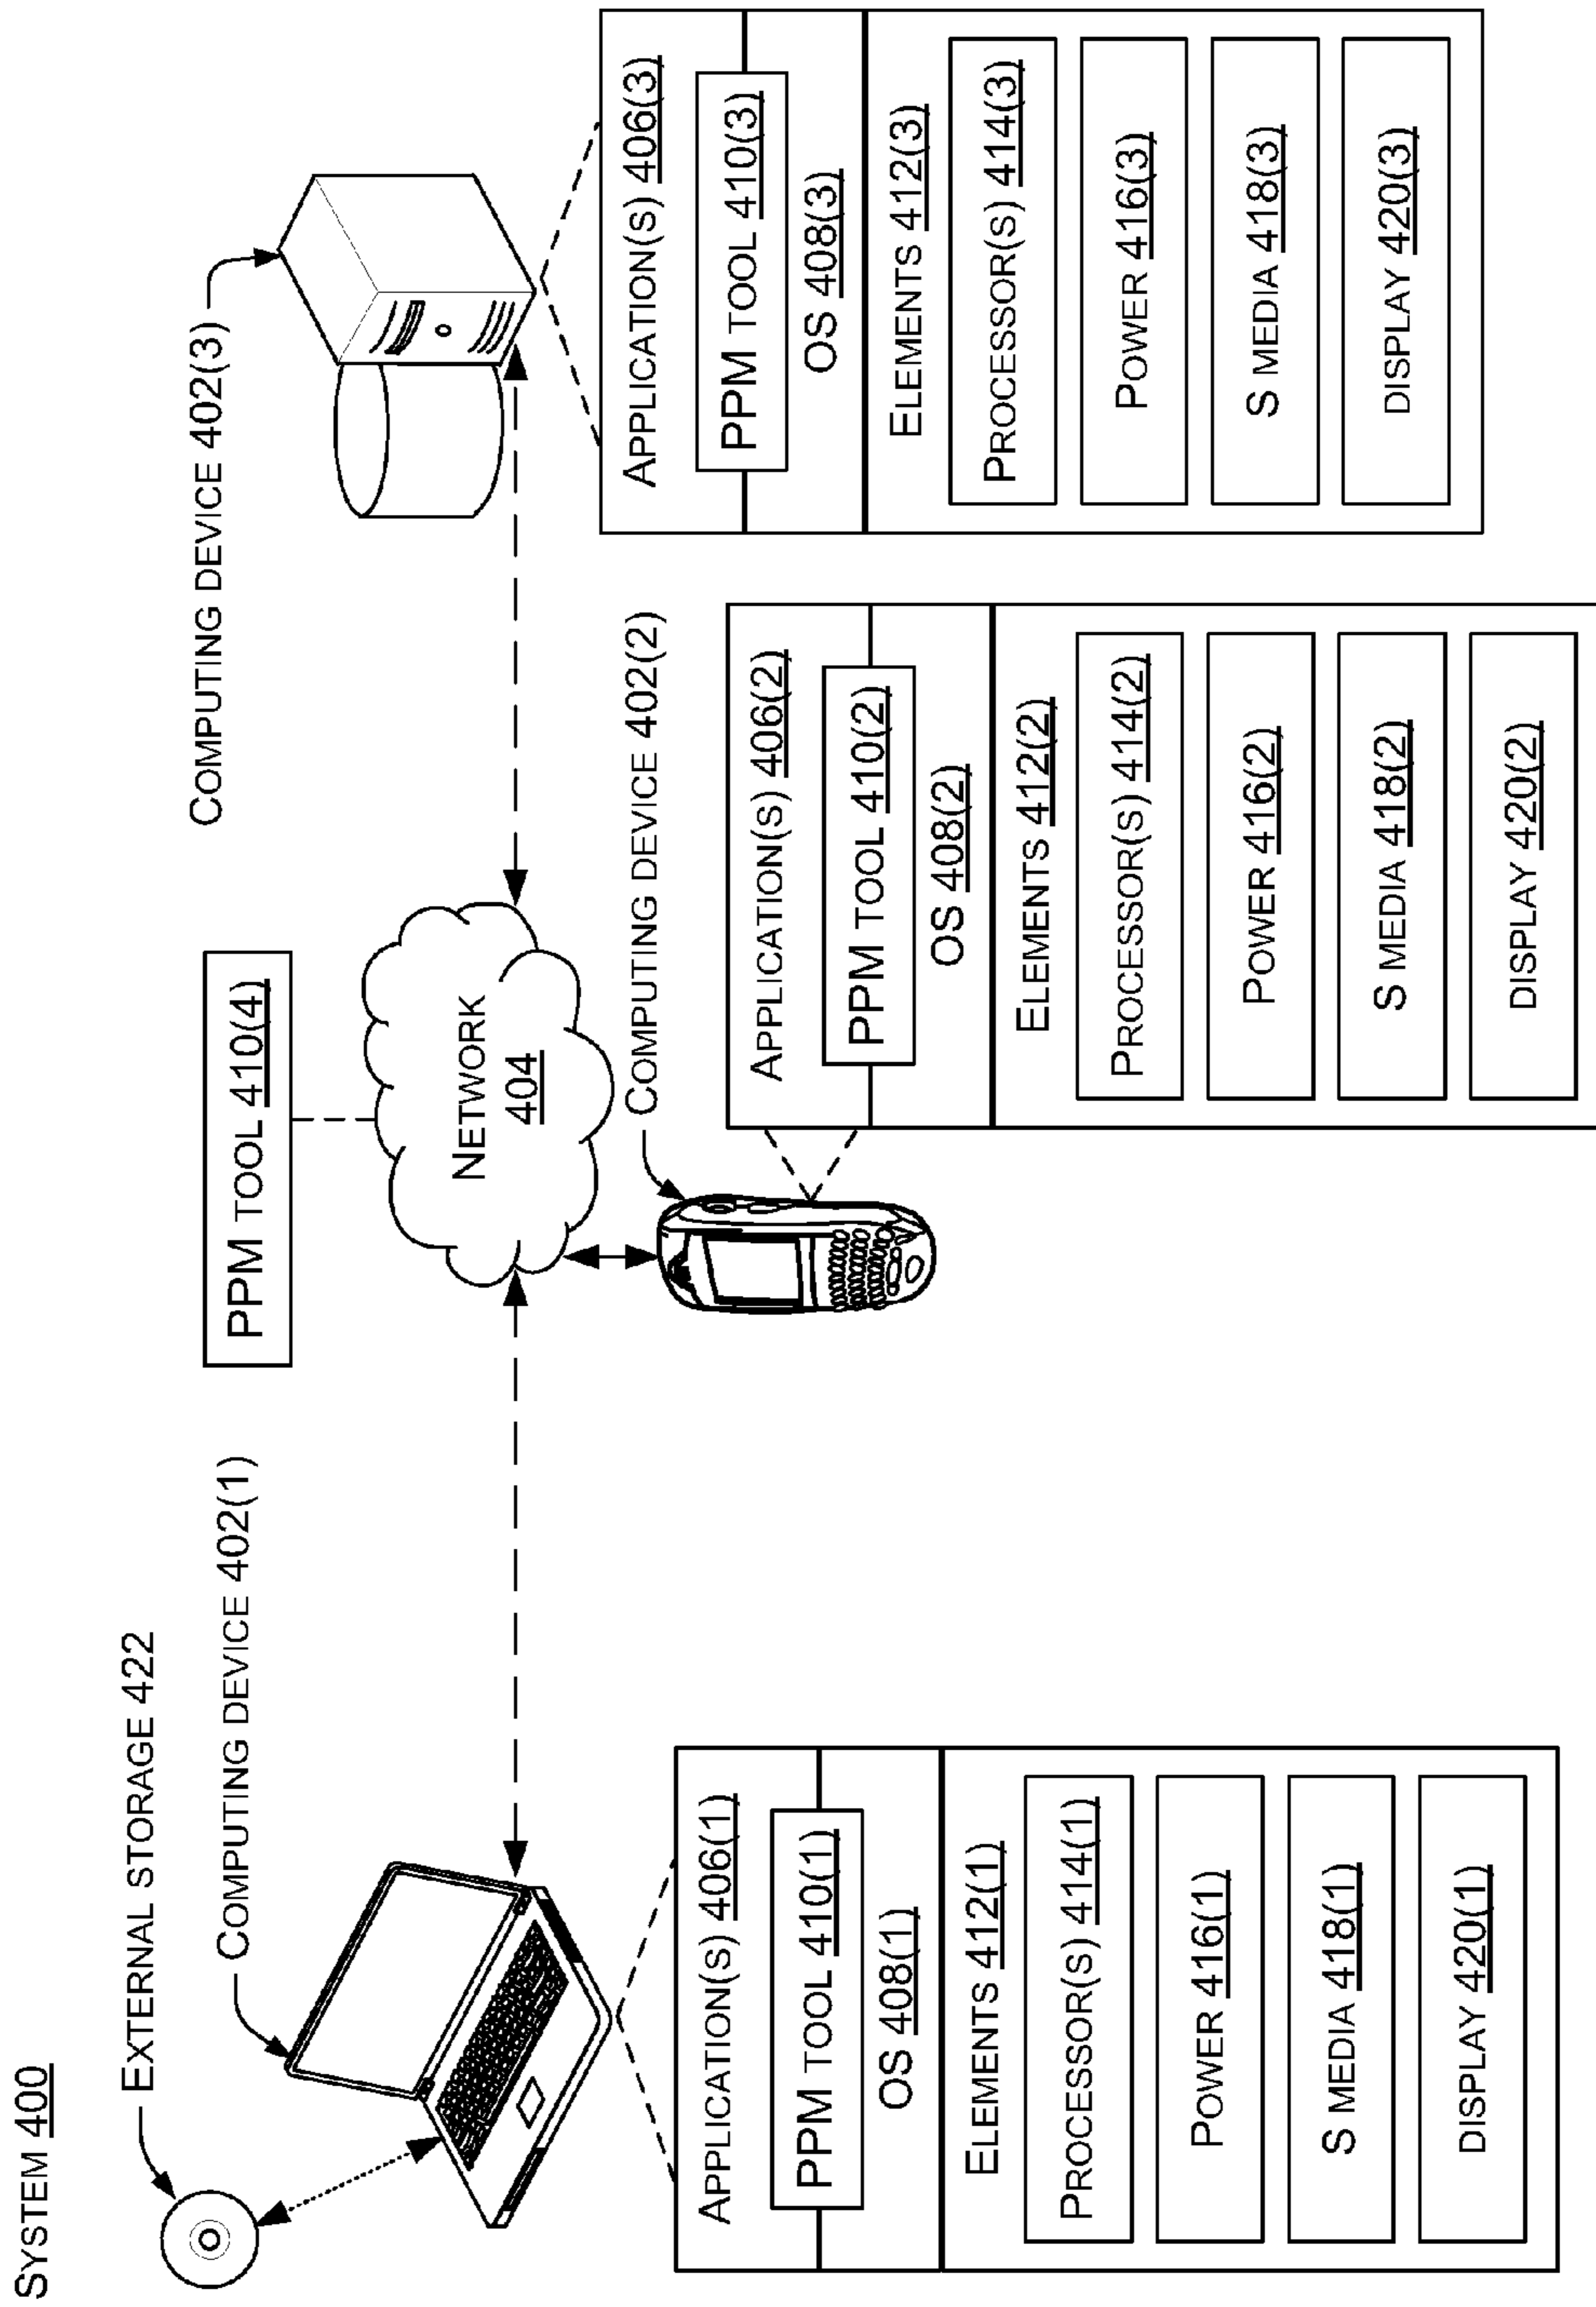 SYSTEM 400
EXTERNAL STORAGE 422
COMPUTING DEVICE 402(1)
APPLICATION(S) 406(1)
PPM TOOL 410(1)
OS 408(1)
ELEMENTS 412(1)
PROCESSOR(S) 414(1)
POWER 416(1)
S MEDIA 418(1)
DISPLAY 420(1)
PPM TOOL 410(4)
NETWORK
404
COMPUTING DEVICE 402(2)
APPLICATION(S) 406(2)
PPM TOOL 410(2)
OS 408(2)
ELEMENTS 412(2)
PROCESSOR(S) 414(2)
POWER 416(2)
S MEDIA 418(2)
DISPLAY 420(2)
COMPUTING DEVICE 402(3)
APPLICATION(S) 406(3)
PPM TOOL 410(3)
OS 408(3)
ELEMENTS 412(3)
PROCESSOR(S) 414(3)
POWER 416(3)
S MEDIA 418(3)
DISPLAY 420(3)